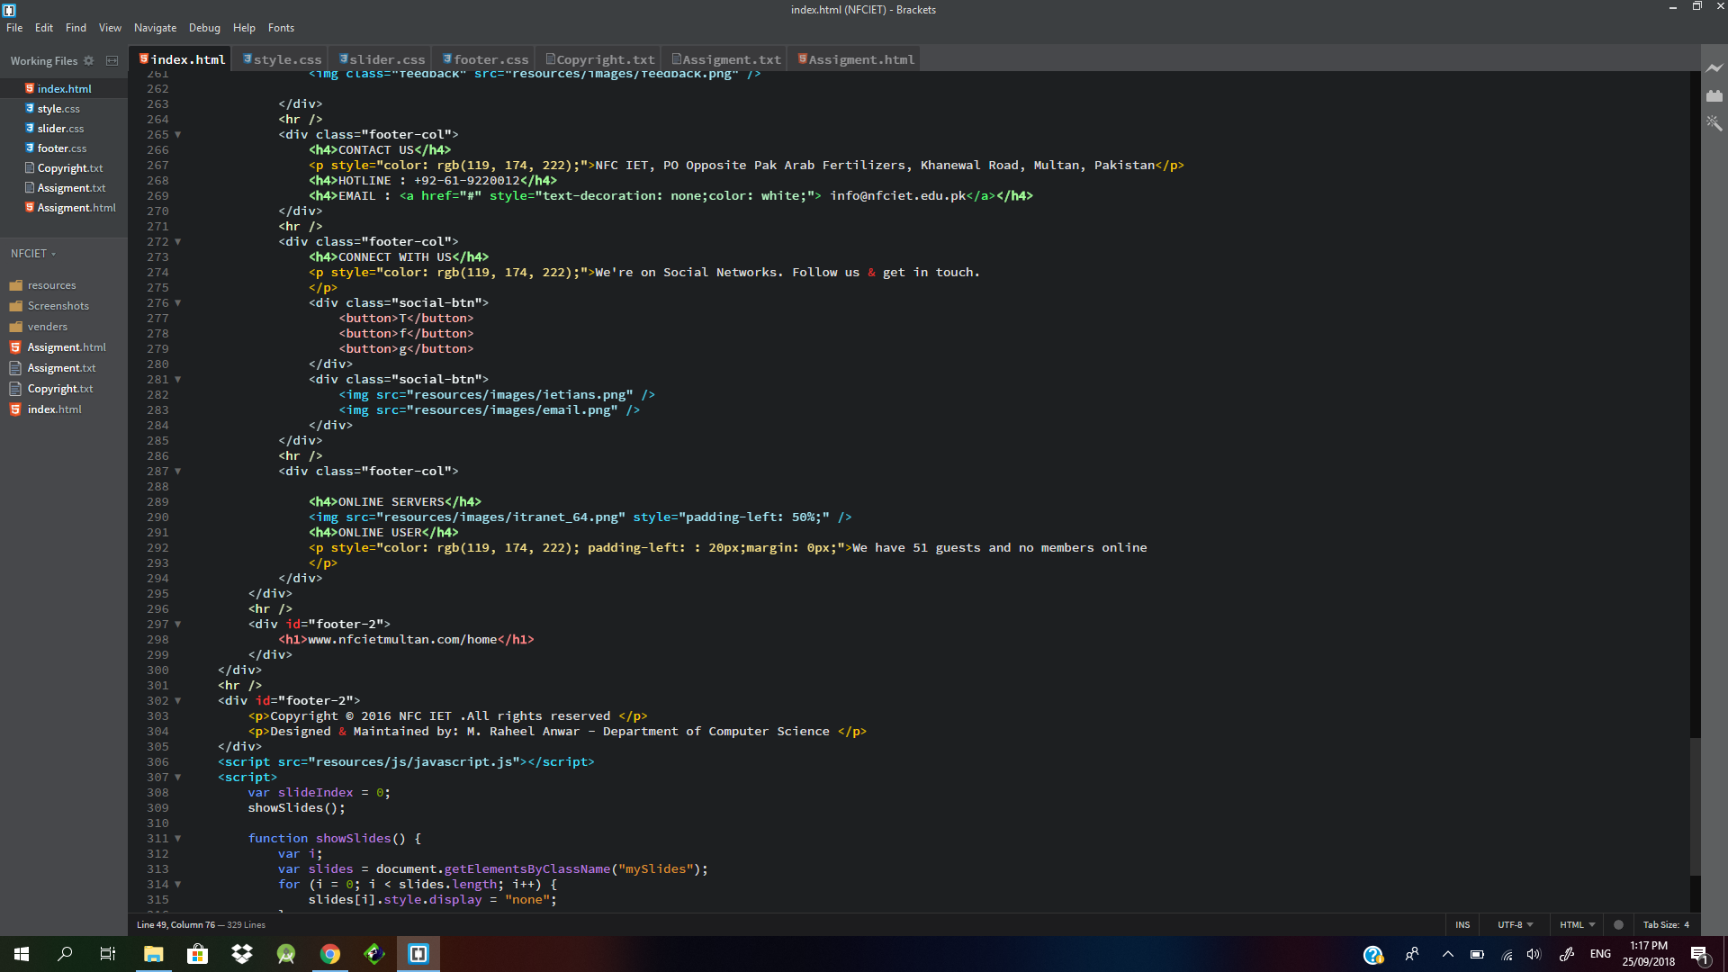 index.html (NFCIET) - Brackets
File Edit Find View Navigate Debug Help Fonts
Working Files
index.html
style.css
slider.css
footer.css
Copyright.txt
Assigment.txt
Assigment.html
NFCIET
resources
Screenshots
venders
Assigment.html
Assigment.txt
Copyright.txt
index.html
index.html style.css slider.css footer.css Copyright.txt Assigment.txt Assigment.html
261 <img class="feedback" src="resources/images/feedback.png" />
262
263 </div>
264 <hr />
265 <div class="footer-col">
266 <h4>CONTACT US</h4>
267 <p style="color: rgb(119, 174, 222);">NFC IET, PO Opposite Pak Arab Fertilizers, Khanewal Road, Multan, Pakistan</p>
268 <h4>HOTLINE : +92-61-9220012</h4>
269 <h4>EMAIL : <a href="#" style="text-decoration: none;color: white;"> info@nfciet.edu.pk</a></h4>
270 </div>
271 <hr />
272 <div class="footer-col">
273 <h4>CONNECT WITH US</h4>
274 <p style="color: rgb(119, 174, 222);">We're on Social Networks. Follow us & get in touch.
275 </p>
276 <div class="social-btn">
277 <button>T</button>
278 <button>f</button>
279 <button>g</button>
280 </div>
281 <div class="social-btn">
282 <img src="resources/images/ietians.png" />
283 <img src="resources/images/email.png" />
284 </div>
285 </div>
286 <hr />
287 <div class="footer-col">
288
289 <h4>ONLINE SERVERS</h4>
290 <img src="resources/images/itranet_64.png" style="padding-left: 50%;" />
291 <h4>ONLINE USER</h4>
292 <p style="color: rgb(119, 174, 222); padding-left: : 20px;margin: 0px;">We have 51 guests and no members online
293 </p>
294 </div>
295 </div>
296 <hr />
297 <div id="footer-2">
298 <h1>www.nfcietmultan.com/home</h1>
299 </div>
300 </div>
301 <hr />
302 <div id="footer-2">
303 <p>Copyright © 2016 NFC IET .All rights reserved </p>
304 <p>Designed & Maintained by: M. Raheel Anwar - Department of Computer Science </p>
305 </div>
306 <script src="resources/js/javascript.js"></script>
307 <script>
308 var slideIndex = 0;
309 showSlides();
310
311 function showSlides() {
312 var i;
313 var slides = document.getElementsByClassName("mySlides");
314 for (i = 0; i < slides.length; i++) {
315 slides[i].style.display = "none";
Line 49, Column 76 — 329 Lines
INS UTF-8 HTML Tab Size: 4
ENG
1:17 PM
25/09/2018
1